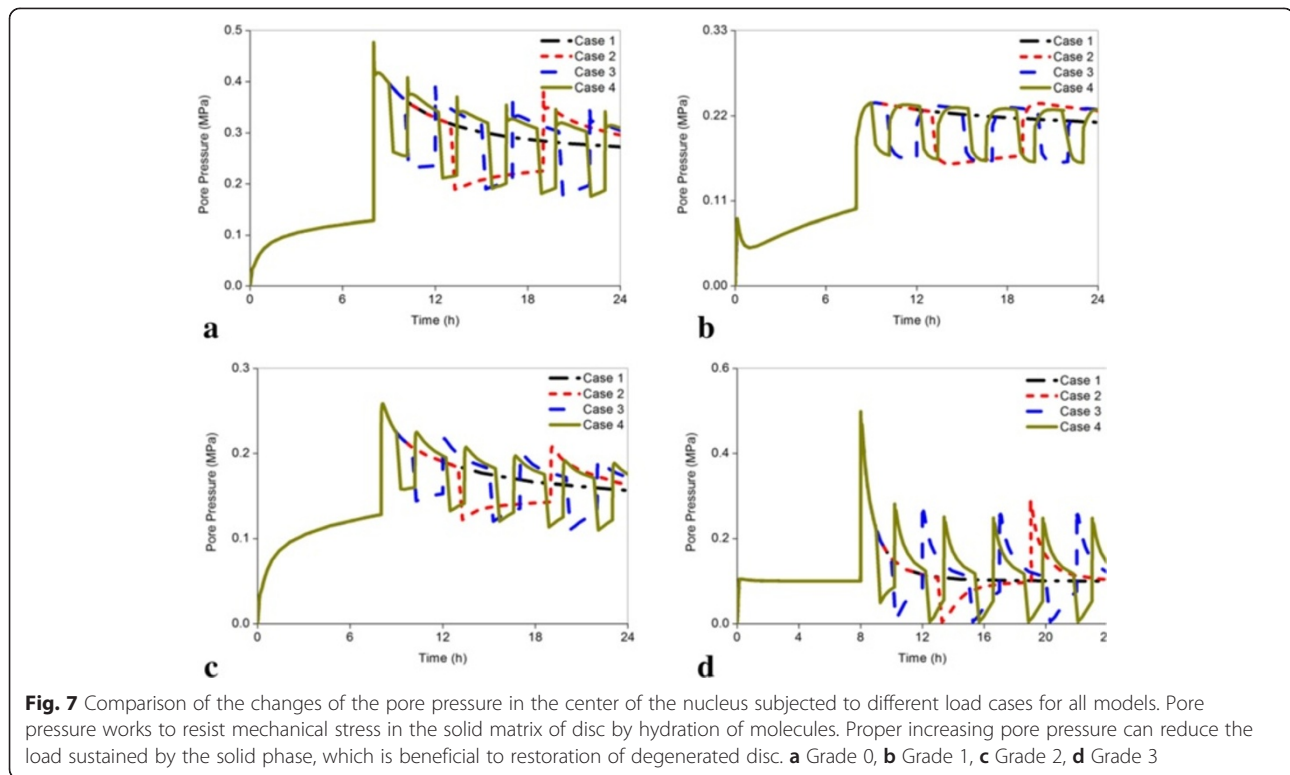 0.5
0.4
0.3
0.2
0.1
0.0
Pore Pressure (MPa)
0
6
12
18
24
Time (h)
Case 1
Case 2
Case 3
Case 4
a
0.33
0.22
0.11
0.00
Pore Pressure (MPa)
0
6
12
18
24
Time (h)
Case 1
Case 2
Case 3
Case 4
b
0.3
0.2
0.1
0.0
Pore Pressure (MPa)
0
6
12
18
24
Time (h)
Case 1
Case 2
Case 3
Case 4
c
0.6
0.4
0.2
0.0
Pore Pressure (MPa)
0
4
8
12
16
20
2
Time (h)
Case 1
Case 2
Case 3
Case 4
d
Fig. 7 Comparison of the changes of the pore pressure in the center of the nucleus subjected to different load cases for all models. Pore
pressure works to resist mechanical stress in the solid matrix of disc by hydration of molecules. Proper increasing pore pressure can reduce the
load sustained by the solid phase, which is beneficial to restoration of degenerated disc. a Grade 0, b Grade 1, c Grade 2, d Grade 3